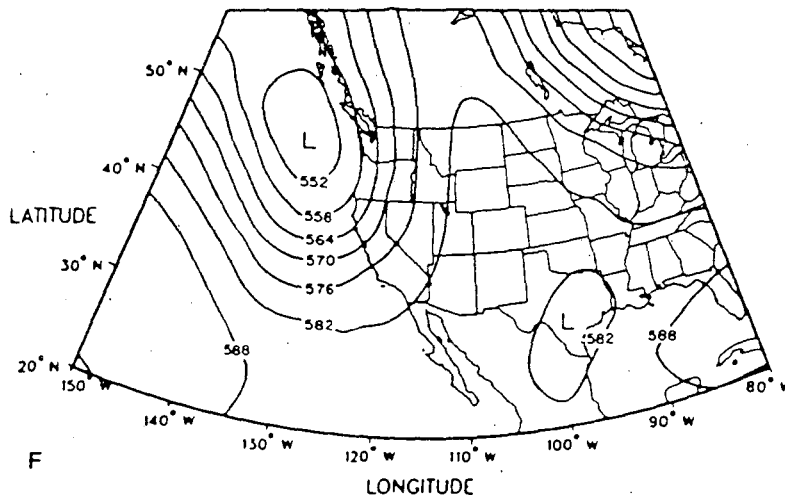 50° N
L
40° N
552
LATITUDE
558
564
570
30° N
576
582
L
582
588
588
20° N
150° W
80° W
140° W
90° W
130° W
120° W
110° W
100° W
F
LONGITUDE